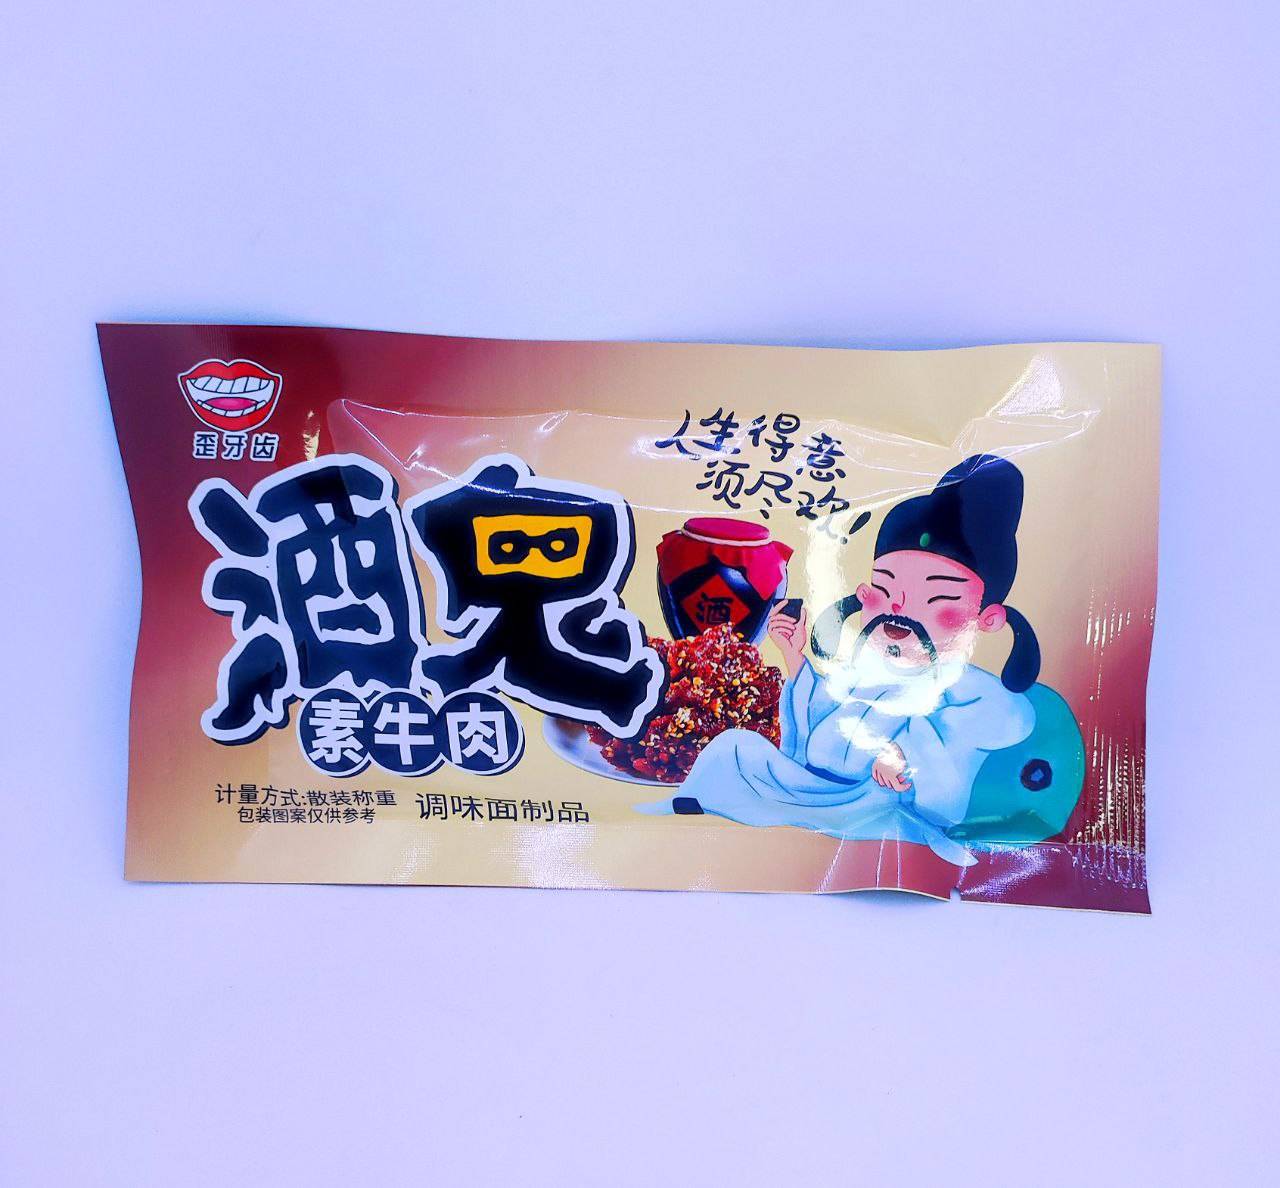 歪牙齿
人生得意
须尽欢!
酒鬼
酒
素牛肉
计量方式:散装称重
包装图案仅供参考
调味面制品